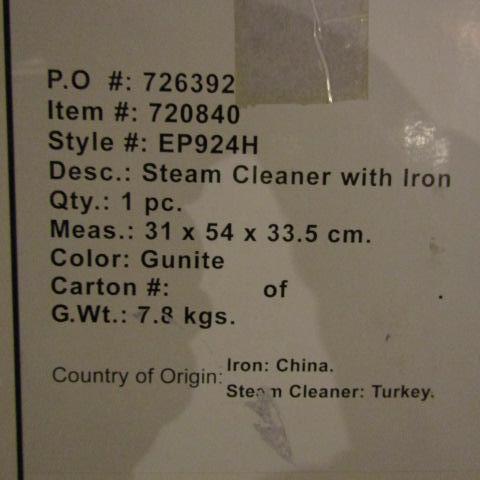 P.O #: 726392
Item #: 720840
Style #: EP924H
Desc.: Steam Cleaner with Iron
Qty.: 1 pc.
Meas.: 31 x 54 x 33.5 cm.
Color: Gunite
Carton #: of .
G.Wt.: 7.8 kgs.
Country of Origin: Iron: China.
Steam Cleaner: Turkey.